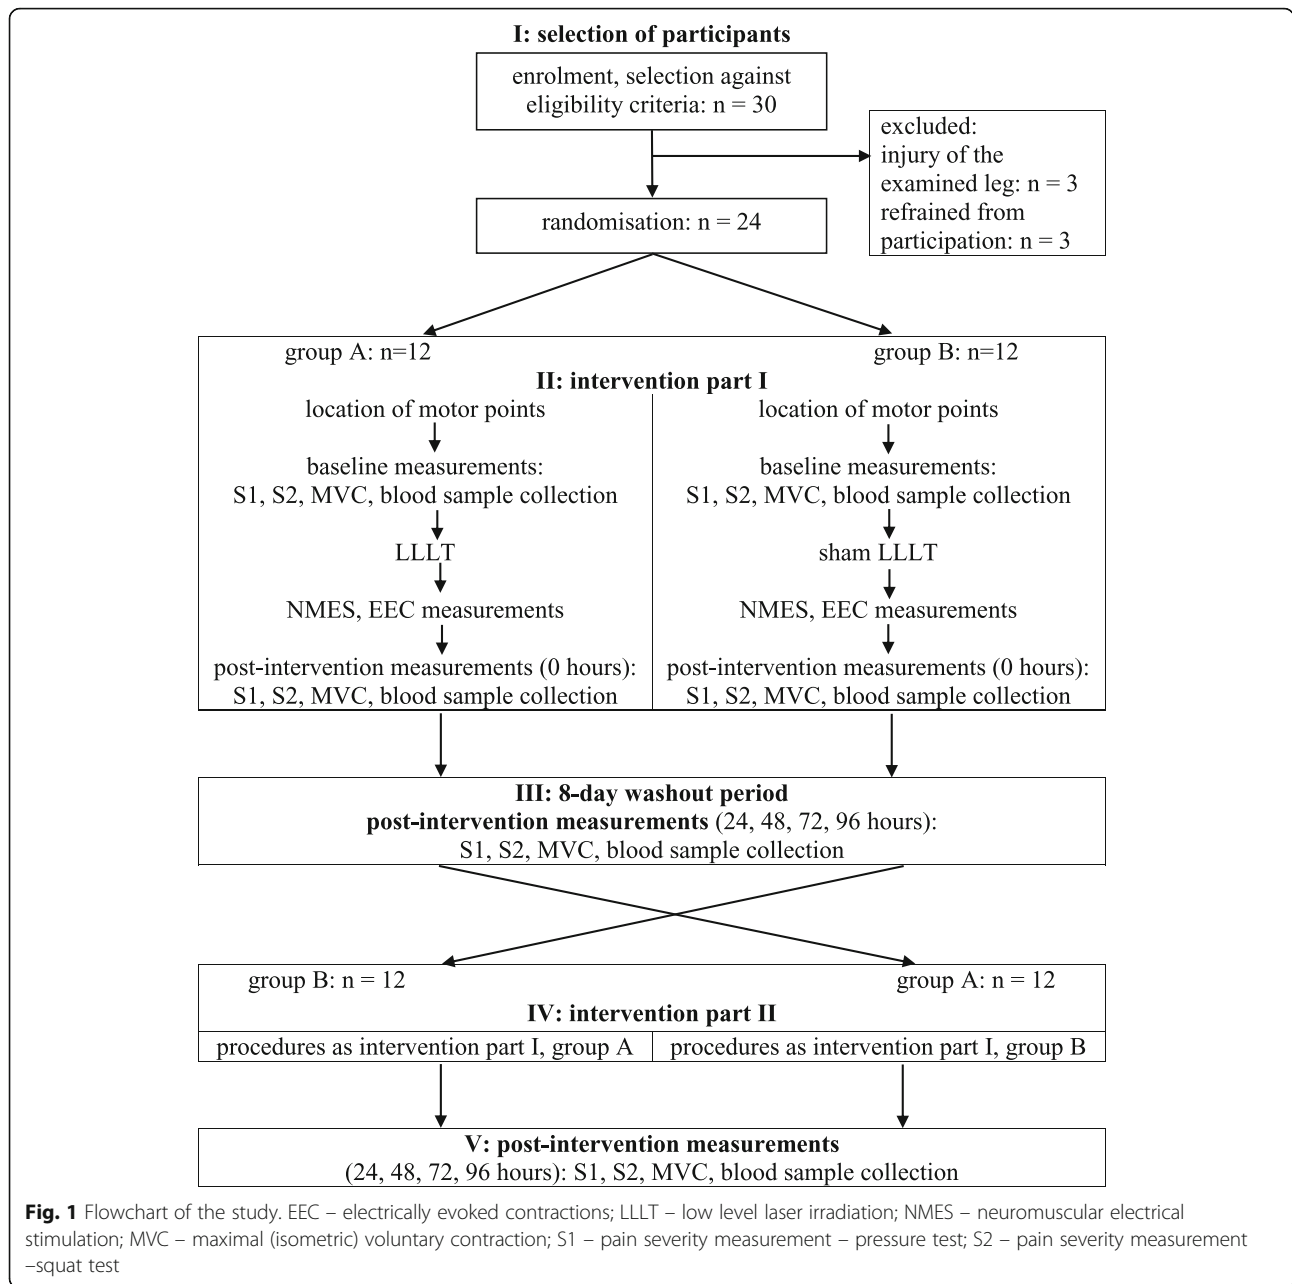 I: selection of participants
enrolment, selection against
eligibility criteria: n = 30
excluded:
injury of the
examined leg: n = 3
refrained from
participation: n = 3
randomisation: n = 24
group A: n=12
group B: n=12
II: intervention part I
location of motor points
baseline measurements:
S1, S2, MVC, blood sample collection
LLLT
NMES, EEC measurements
post-intervention measurements (0 hours):
S1, S2, MVC, blood sample collection
location of motor points
baseline measurements:
S1, S2, MVC, blood sample collection
sham LLLT
NMES, EEC measurements
post-intervention measurements (0 hours):
S1, S2, MVC, blood sample collection
III: 8-day washout period
post-intervention measurements (24, 48, 72, 96 hours):
S1, S2, MVC, blood sample collection
group B: n = 12
group A: n = 12
IV: intervention part II
procedures as intervention part I, group A
procedures as intervention part I, group B
V: post-intervention measurements
(24, 48, 72, 96 hours): S1, S2, MVC, blood sample collection
Fig. 1 Flowchart of the study. EEC – electrically evoked contractions; LLLT – low level laser irradiation; NMES – neuromuscular electrical
stimulation; MVC – maximal (isometric) voluntary contraction; S1 – pain severity measurement – pressure test; S2 – pain severity measurement
–squat test